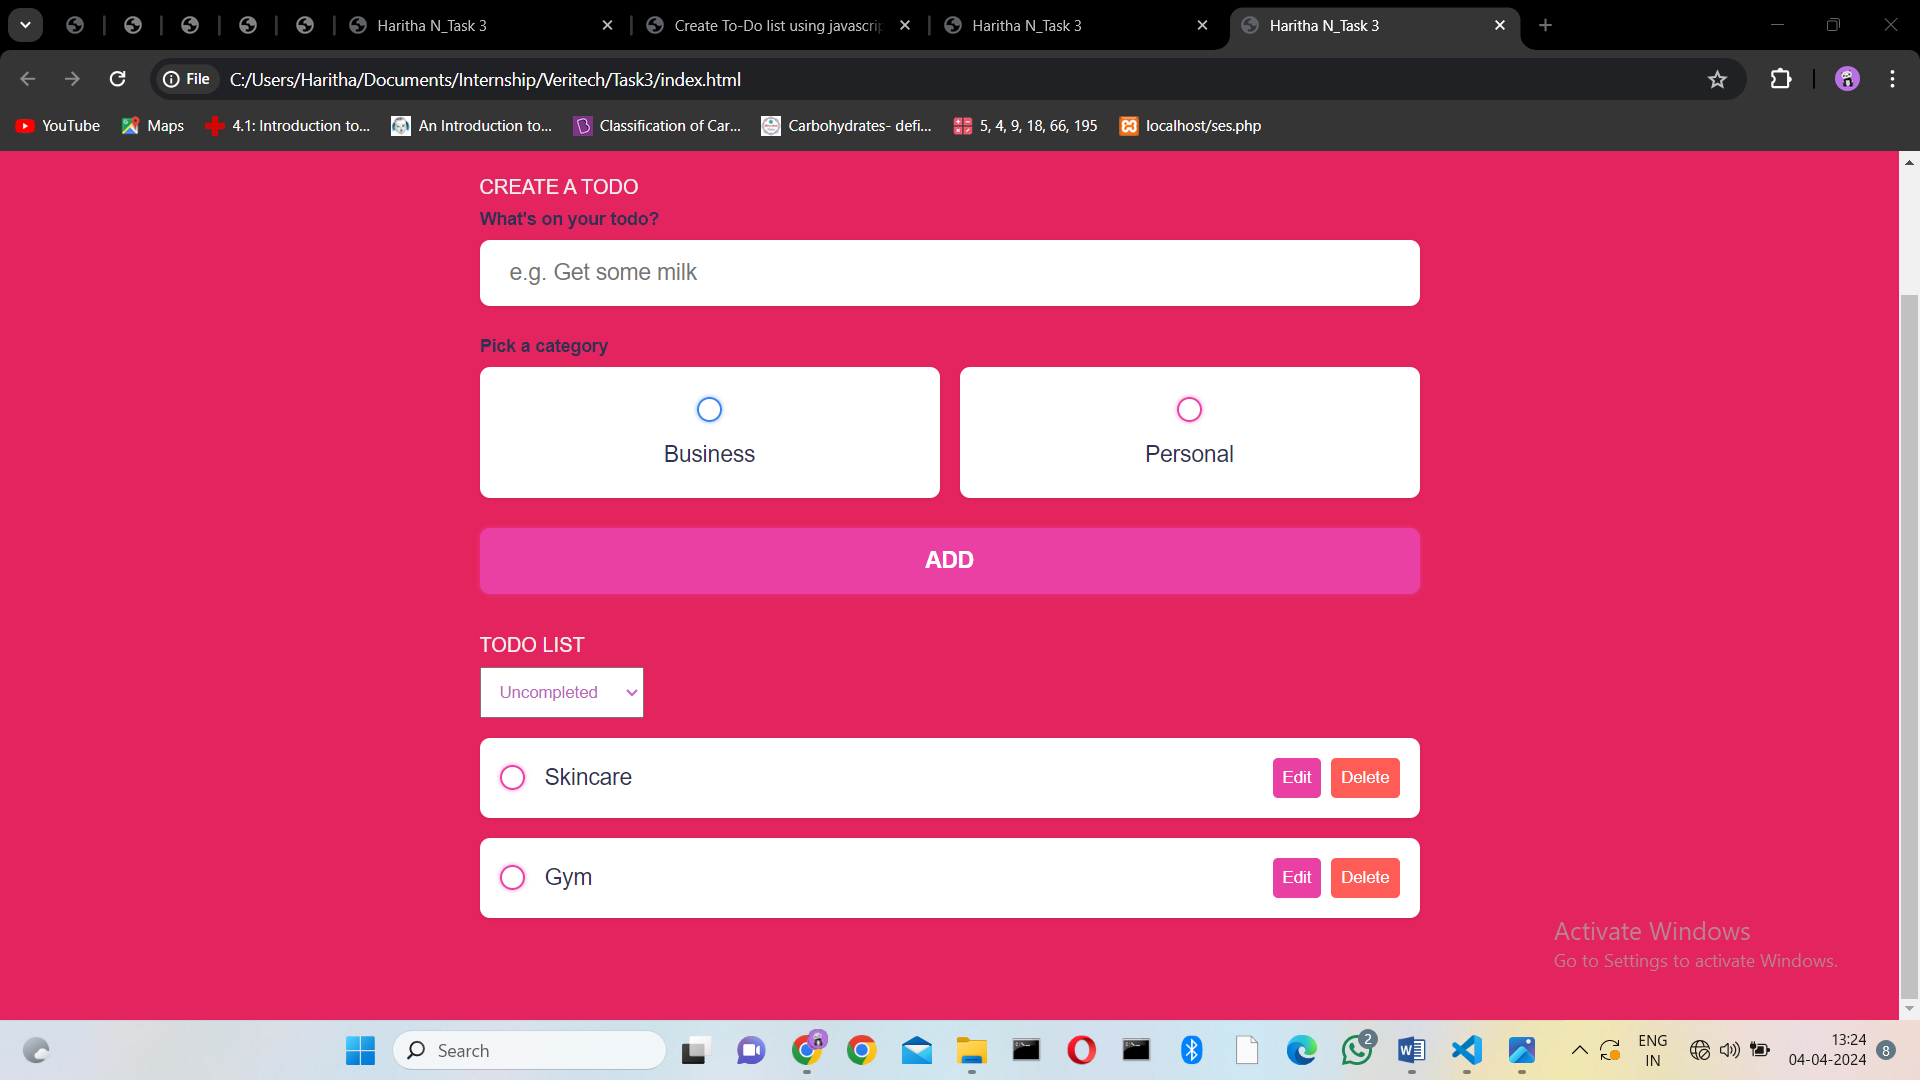 Haritha N_Task 3
Create To-Do list using javascrip
Haritha N_Task 3
Haritha N_Task 3
File C:/Users/Haritha/Documents/Internship/Veritech/Task3/index.html
YouTube Maps 4.1: Introduction to... An Introduction to... Classification of Car... Carbohydrates- defi... 5, 4, 9, 18, 66, 195 localhost/ses.php
CREATE A TODO
What's on your todo?
e.g. Get some milk
Pick a category
Business Personal
ADD
TODO LIST
Uncompleted
Skincare Edit Delete
Gym Edit Delete
Activate Windows
Go to Settings to activate Windows.
Search
2
ENG
IN
13:24
04-04-2024
8